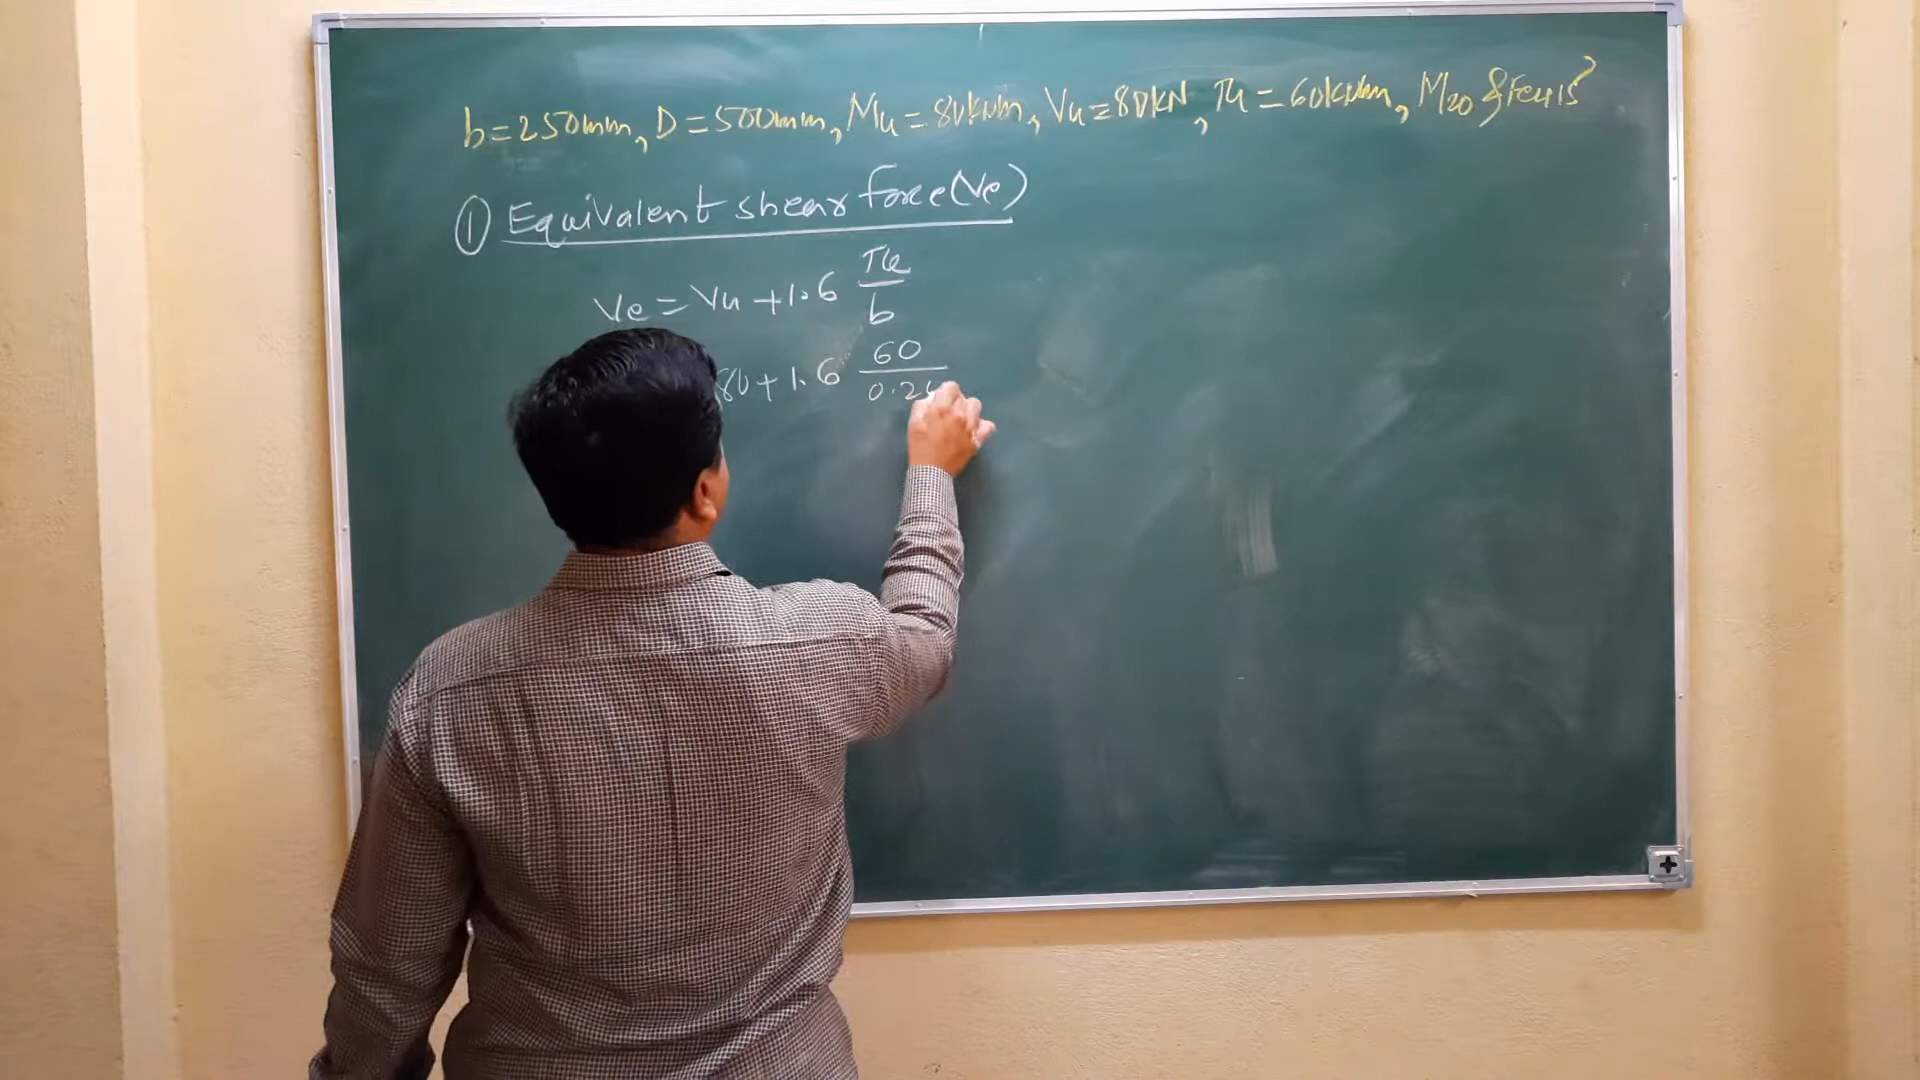 b=250mm, D=500mm, Mu=80kNm, Vu=80kN, Tu=60kNm, M20 & Fe415?
① Equivalent shear force(Ve)
Ve = Vu + 1.6 Tu/b
80 + 1.6 60/0.2